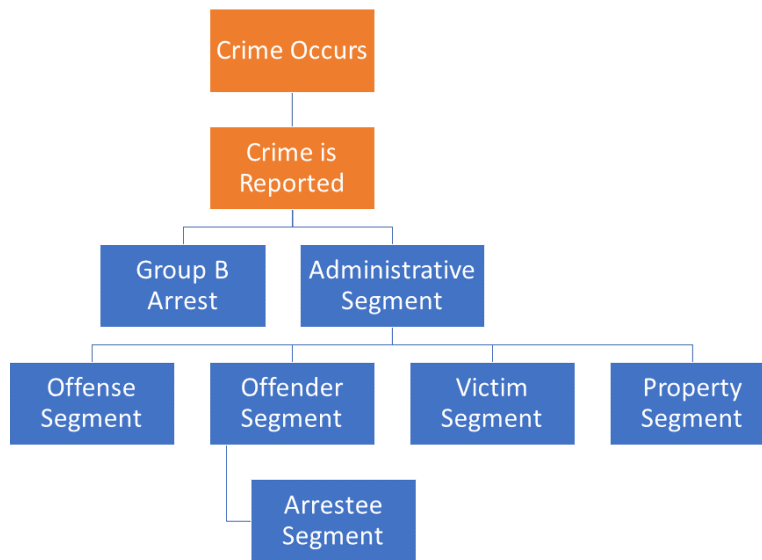 Crime Occurs
Crime is
Reported
Group B
Arrest
Administrative
Segment
Offense
Segment
Offender
Segment
Victim
Segment
Property
Segment
Arrestee
Segment